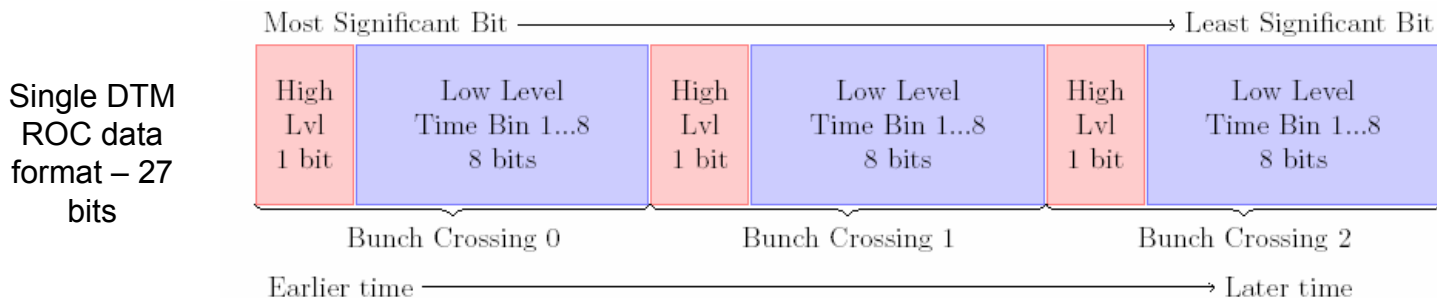 Single DTM
ROC data
format – 27
bits
Most Significant Bit
Least Significant Bit
High
Lvl
1 bit
Low Level
Time Bin 1...8
8 bits
High
Lvl
1 bit
Low Level
Time Bin 1...8
8 bits
High
Lvl
1 bit
Low Level
Time Bin 1...8
8 bits
Bunch Crossing 0
Bunch Crossing 1
Bunch Crossing 2
Earlier time
Later time